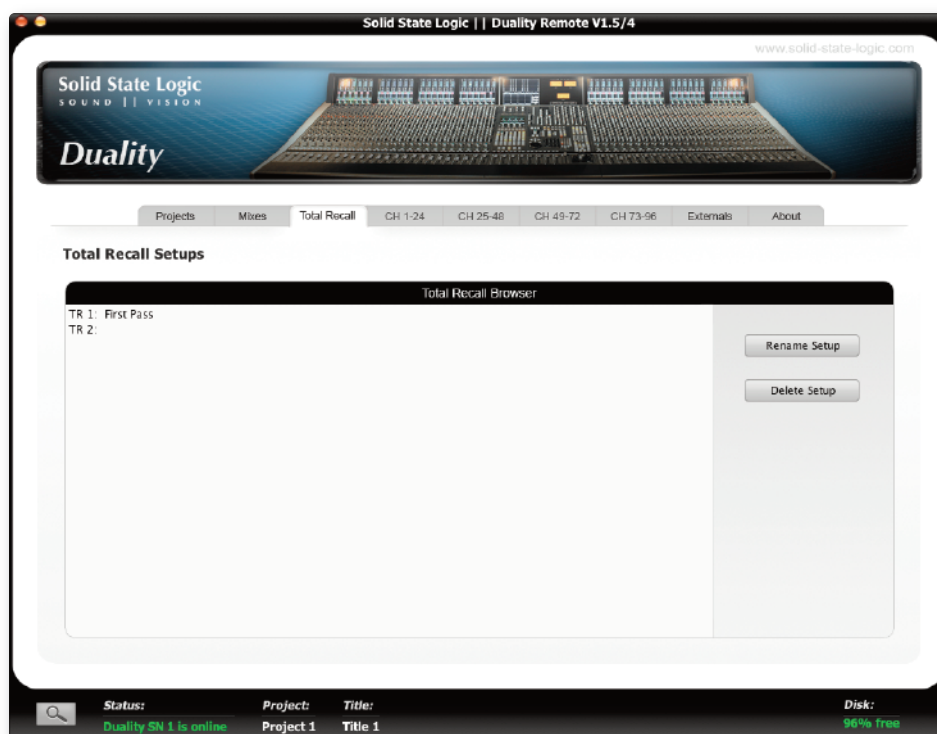 Solid State Logic || Duality Remote V1.5/4
www.solid-state-logic.com
Solid State Logic
SOUND || VISION
Duality
Projects Mixes Total Recall CH 1-24 CH 25-48 CH 49-72 CH 73-96 Externals About
Total Recall Setups
Total Recall Browser
TR 1: First Pass
TR 2:
Rename Setup
Delete Setup
Status: Project: Title: Disk:
Duality SN 1 is online Project 1 Title 1 96% free